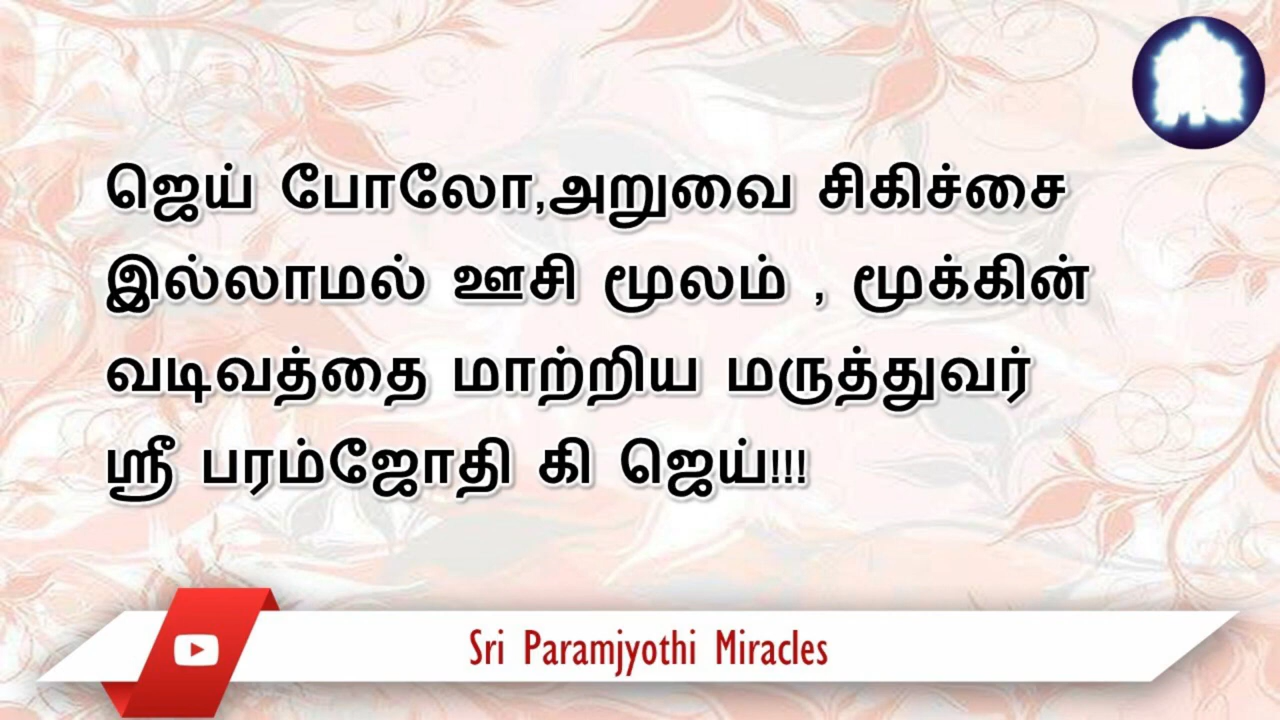 ஜெய் போலோ,அறுவை சிகிச்சை
இல்லாமல் ஊசி மூலம் , மூக்கின்
வடிவத்தை மாற்றிய மருத்துவர்
ஸ்ரீ பரம்ஜோதி கி ஜெய்!!!
Sri Paramjyothi Miracles